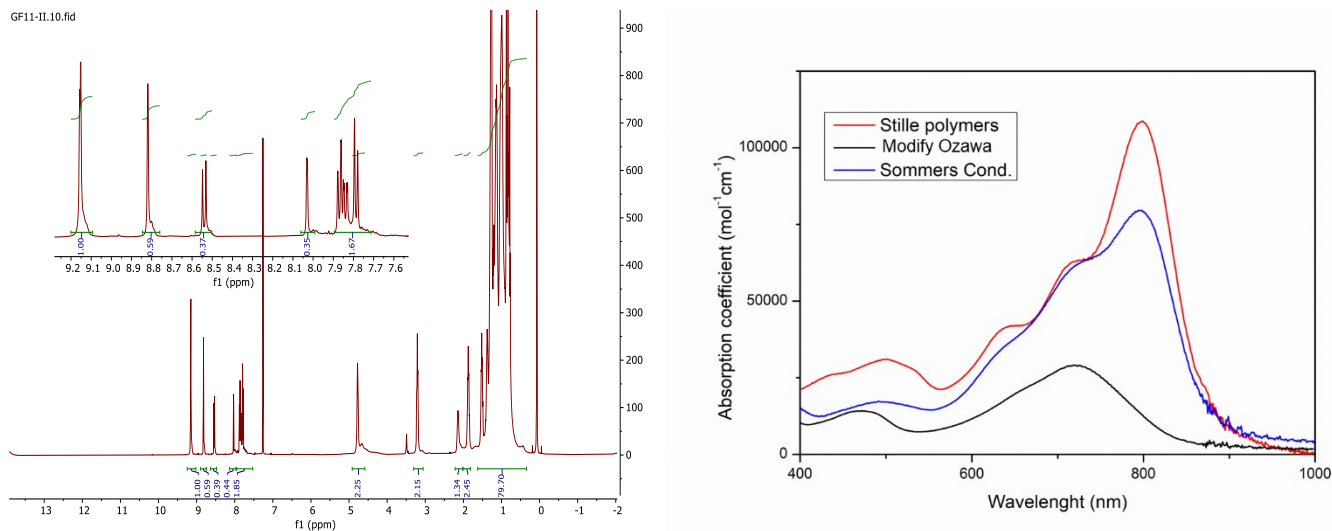 GF11-II.10.fid
900
800
700
600
500
400
300
200
100
0
1.00
0.59
0.37
0.35
1.67
9.2 9.1 9.0 8.9 8.8 8.7 8.6 8.5 8.4 8.3 8.2 8.1 8.0 7.9 7.8 7.7 7.6
f1 (ppm)
1.00
0.59
0.39
0.44
1.85
2.25
2.15
1.34
2.45
79.70
13 12 11 10 9 8 7 6 5 4 3 2 1 0 -1 -2
f1 (ppm)
Stille polymers
Modify Ozawa
Sommers Cond.
100000
50000
0
Absorption coefficient (mol⁻¹cm⁻¹)
400 600 800 1000
Wavelenght (nm)